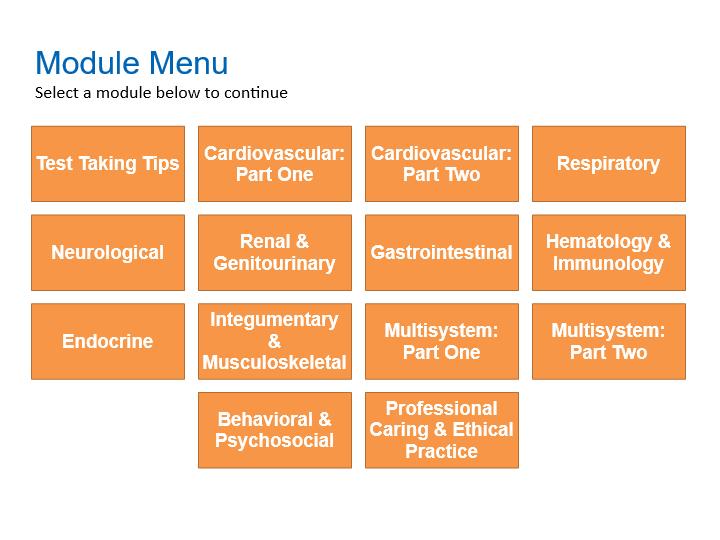 Module Menu
Select a module below to continue
Test Taking Tips
Cardiovascular:
Part One
Cardiovascular:
Part Two
Respiratory
Neurological
Renal &
Genitourinary
Gastrointestinal
Hematology &
Immunology
Endocrine
Integumentary
&
Musculoskeletal
Multisystem:
Part One
Multisystem:
Part Two
Behavioral &
Psychosocial
Professional
Caring & Ethical
Practice